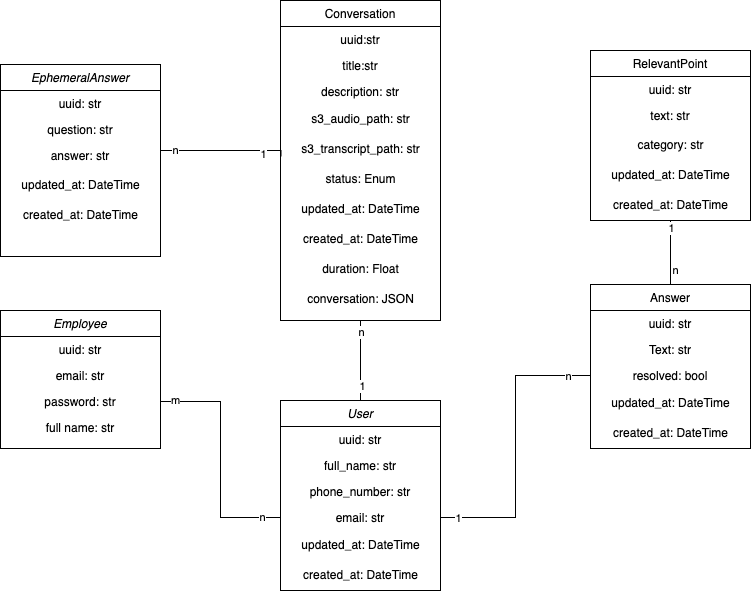 Conversation
uuid:str
title:str
description: str
s3_audio_path: str
s3_transcript_path: str
status: Enum
updated_at: DateTime
created_at: DateTime
duration: Float
conversation: JSON
EphemeralAnswer
uuid: str
question: str
answer: str
updated_at: DateTime
created_at: DateTime
n
1
RelevantPoint
uuid: str
text: str
category: str
updated_at: DateTime
created_at: DateTime
1
n
Answer
uuid: str
Text: str
resolved: bool
updated_at: DateTime
created_at: DateTime
Employee
uuid: str
email: str
password: str
full name: str
m
n
n
1
User
uuid: str
full_name: str
phone_number: str
email: str
updated_at: DateTime
created_at: DateTime
1
n